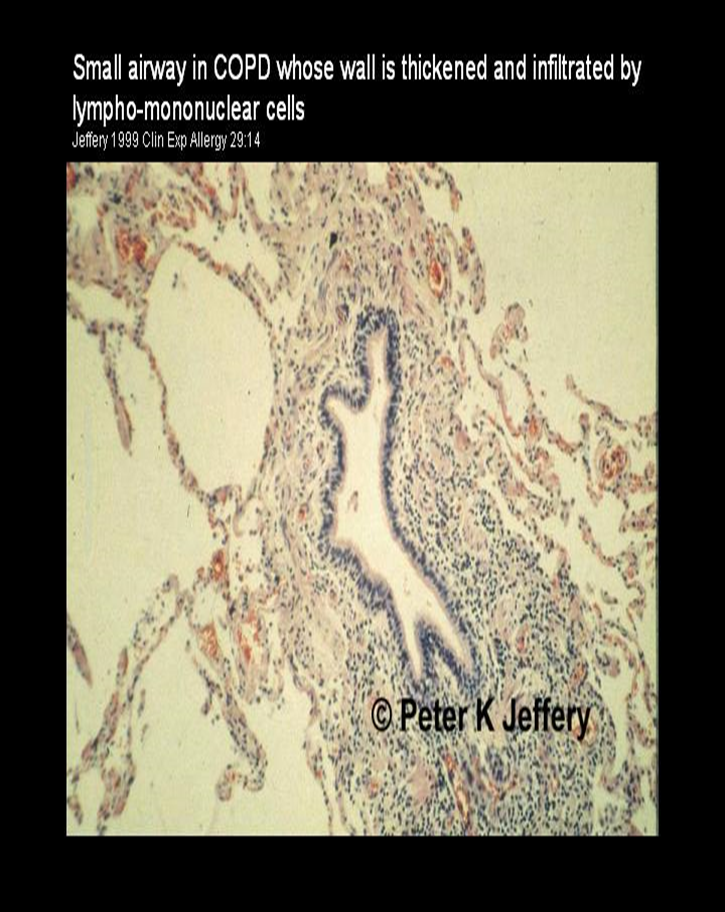 Small airway in COPD whose wall is thickened and infiltrated by
lympho-mononuclear cells
Jeffery 1999 Clin Exp Allergy 29:14
© Peter K Jeffery